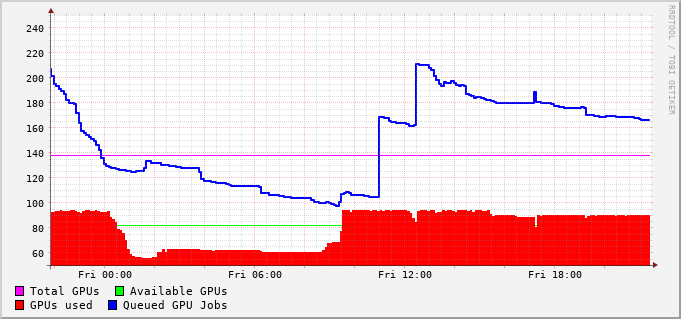 RRDTOOL / TOBI OETIKER
240
220
200
180
160
140
120
100
80
60
Fri 00:00 Fri 06:00 Fri 12:00 Fri 18:00
Total GPUs Available GPUs
GPUs used Queued GPU Jobs